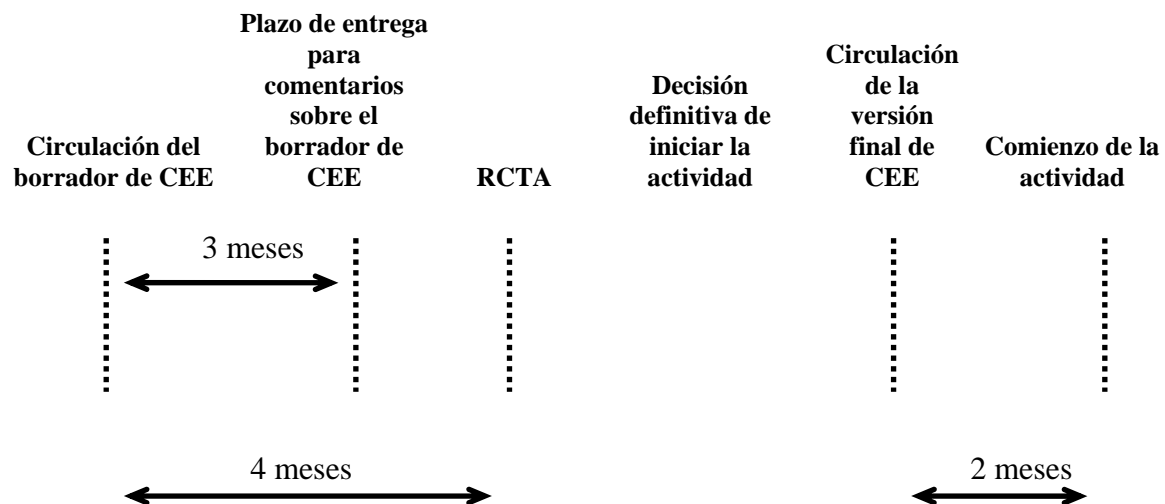 Circulación del
borrador de CEE
Plazo de entrega
para
comentarios
sobre el
borrador de
CEE
RCTA
Decisión
definitiva de
iniciar la
actividad
Circulación
de la
versión
final de
CEE
Comienzo de la
actividad
3 meses
4 meses
2 meses